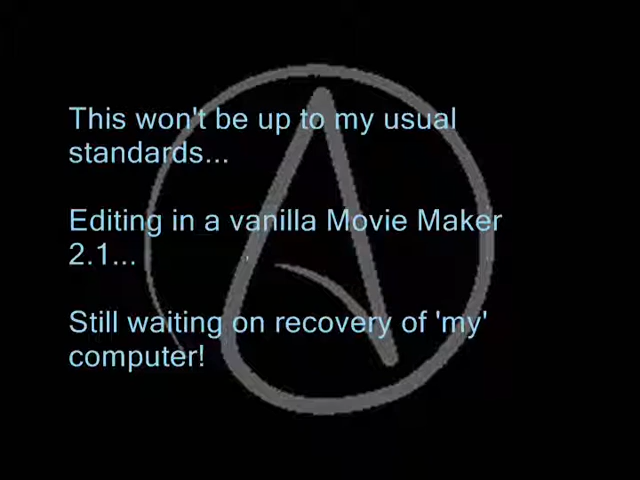 This won't be up to my usual
standards...
Editing in a vanilla Movie Maker
2.1...
Still waiting on recovery of 'my'
computer!